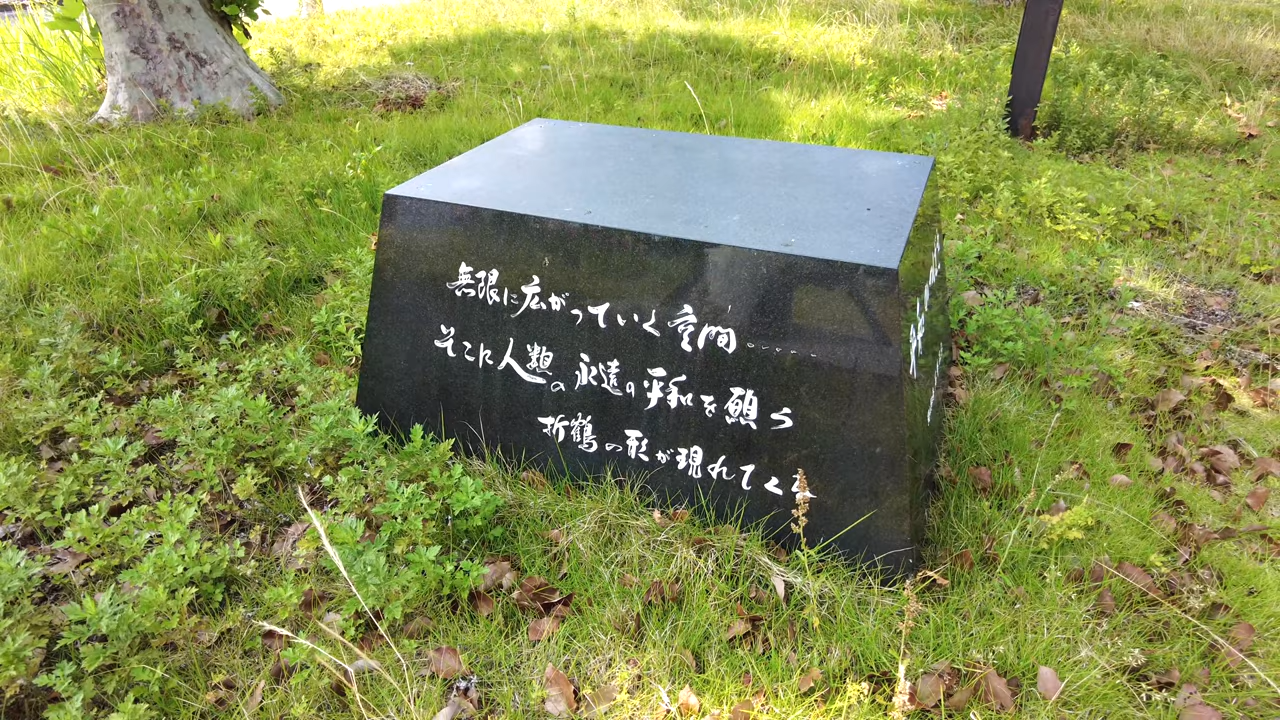 無限に広がっていく空間……
そこに人類の永遠の平和を願う
折鶴の形が現れてくる